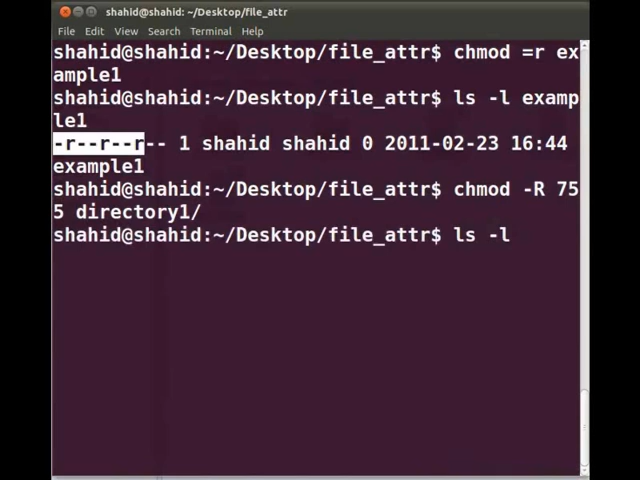 shahid@shahid: ~/Desktop/file_attr
File Edit View Search Terminal Help
shahid@shahid:~/Desktop/file_attr$ chmod =r ex
ample1
shahid@shahid:~/Desktop/file_attr$ ls -l examp
le1
-r--r--r-- 1 shahid shahid 0 2011-02-23 16:44
example1
shahid@shahid:~/Desktop/file_attr$ chmod -R 75
5 directory1/
shahid@shahid:~/Desktop/file_attr$ ls -l